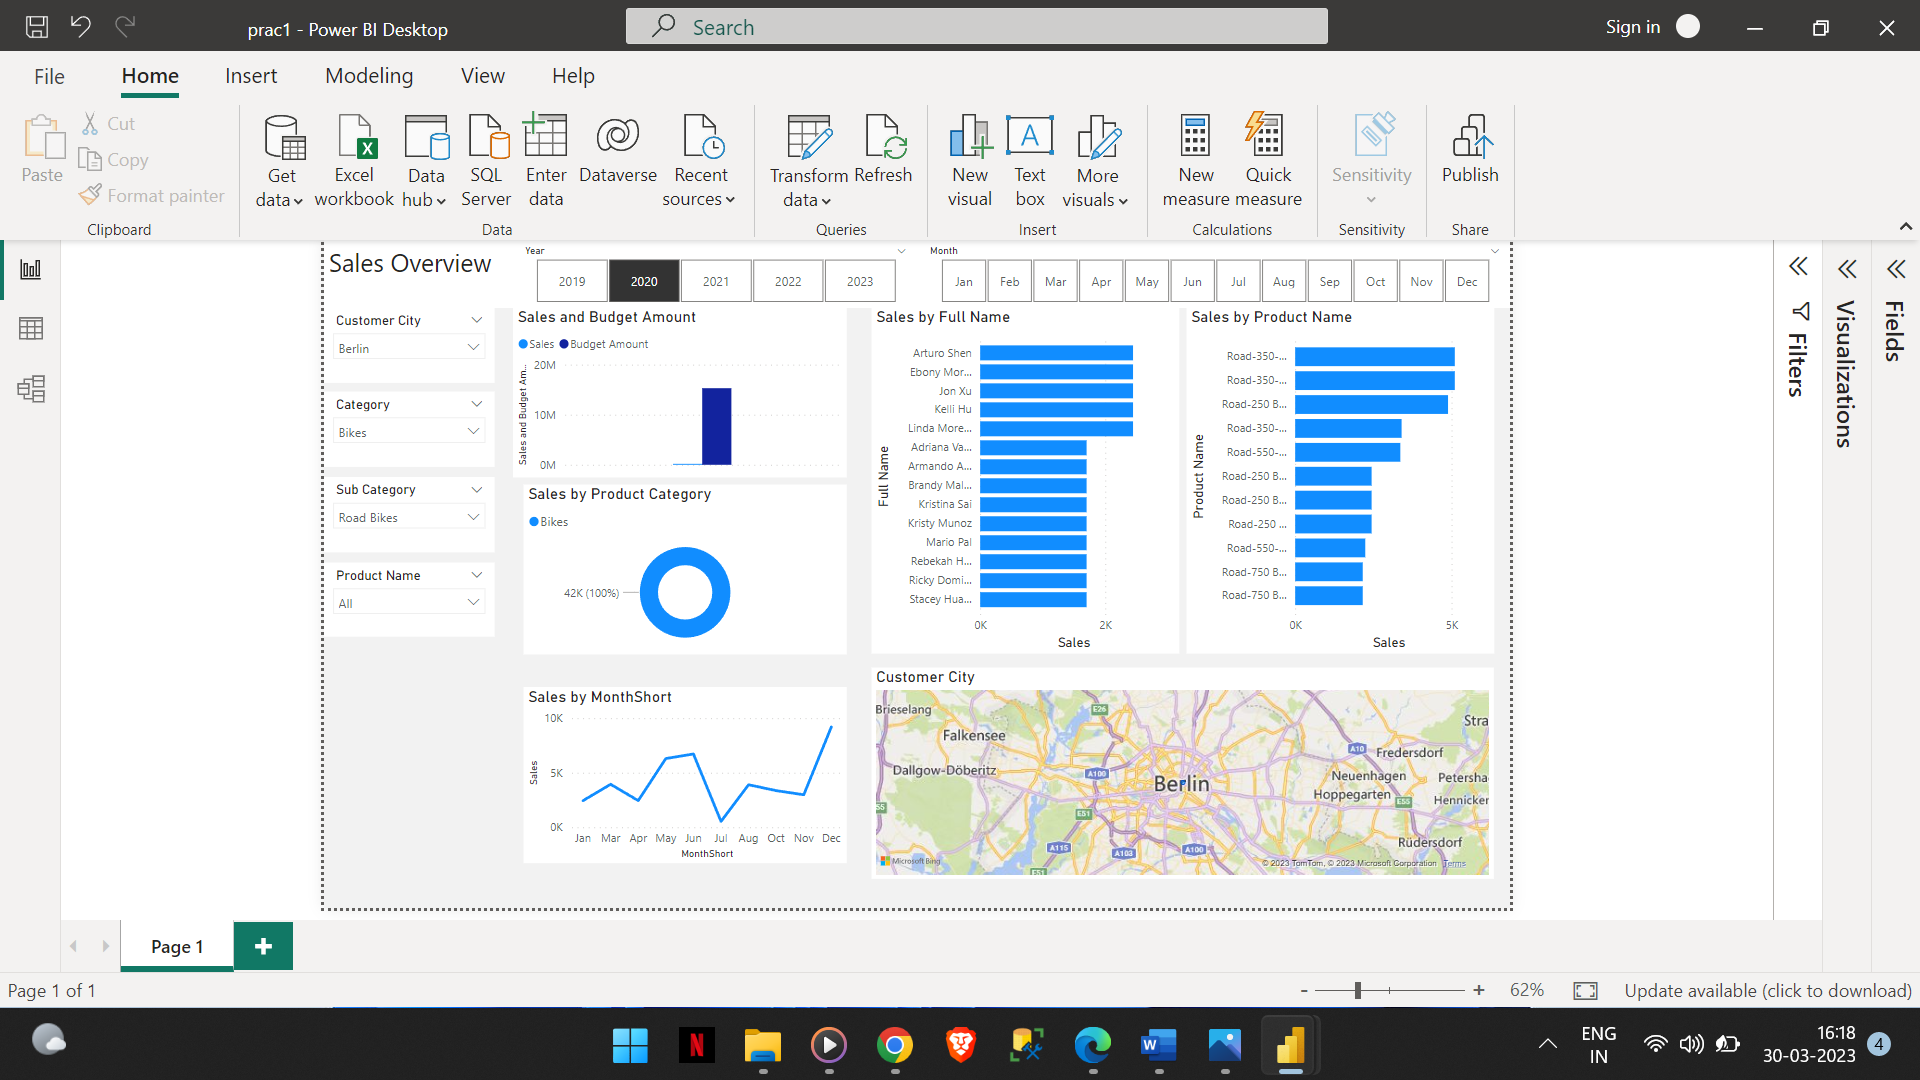 prac1 - Power BI Desktop
Search
Sign in
File Home Insert Modeling View Help
Paste
Cut
Copy
Format painter
Clipboard
Get data
Excel workbook
Data hub
SQL Server
Enter data
Dataverse
Recent sources
Data
Transform data
Refresh
Queries
New visual
Text box
More visuals
Insert
New measure
Quick measure
Calculations
Sensitivity
Sensitivity
Publish
Share
Sales Overview
Year
2019 2020 2021 2022 2023
Month
Jan Feb Mar Apr May Jun Jul Aug Sep Oct Nov Dec
Customer City
Berlin
Category
Bikes
Sub Category
Road Bikes
Product Name
All
Sales and Budget Amount
Sales Budget Amount
Sales and Budget Am...
20M
10M
0M
Sales by Product Category
Bikes
42K (100%)
Sales by MonthShort
Sales
10K
5K
0K
Jan Mar Apr May Jun Jul Aug Oct Nov Dec
MonthShort
Sales by Full Name
Full Name
Arturo Shen
Ebony Mor...
Jon Xu
Kelli Hu
Linda More...
Adriana Va...
Armando A...
Brandy Mal...
Kristina Sai
Kristy Munoz
Mario Pal
Rebekah H...
Ricky Domi...
Stacey Hua...
0K 2K
Sales
Sales by Product Name
Product Name
Road-350-...
Road-350-...
Road-250 B...
Road-350-...
Road-550-...
Road-250 B...
Road-250 B...
Road-250 ...
Road-550-...
Road-750 B...
Road-750 B...
0K 5K
Sales
Customer City
Brieselang
E26
Stra
Falkensee
A10
Fredersdorf
Dallgow-Döberitz
A100
Berlin
Neuenhagen
Petersha
Hoppegarten
E55
Hennicker
E55
E51
A115
A103
A100
Rüdersdorf
E51
Microsoft Bing
© 2023 TomTom, © 2023 Microsoft Corporation Terms
Filters
Visualizations
Fields
Page 1
Page 1 of 1
- + 62%
Update available (click to download)
N
W
ENG
IN
16:18
30-03-2023
4